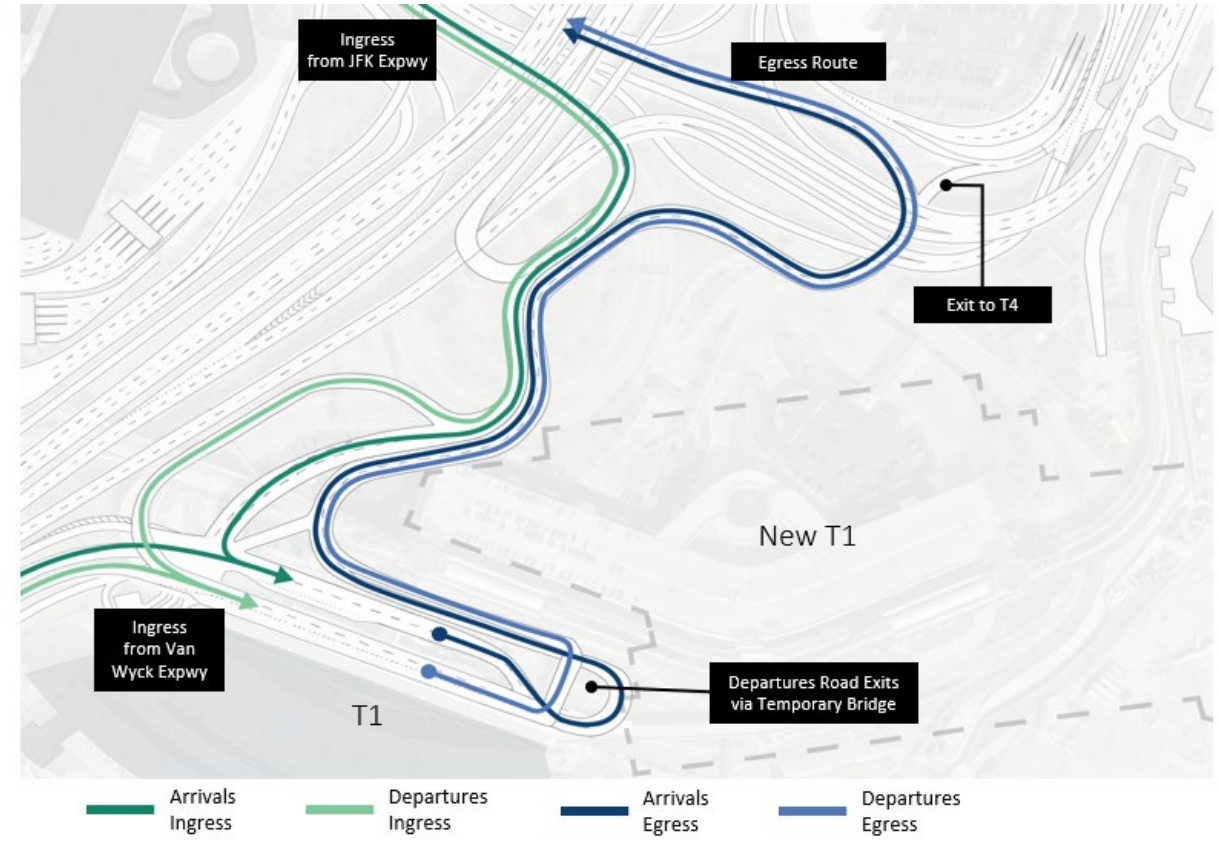 Ingress
from JFK Expwy
Egress Route
Exit to T4
New T1
Ingress
from Van
Wyck Expwy
Departures Road Exits
via Temporary Bridge
T1
Arrivals
Ingress
Departures
Ingress
Arrivals
Egress
Departures
Egress